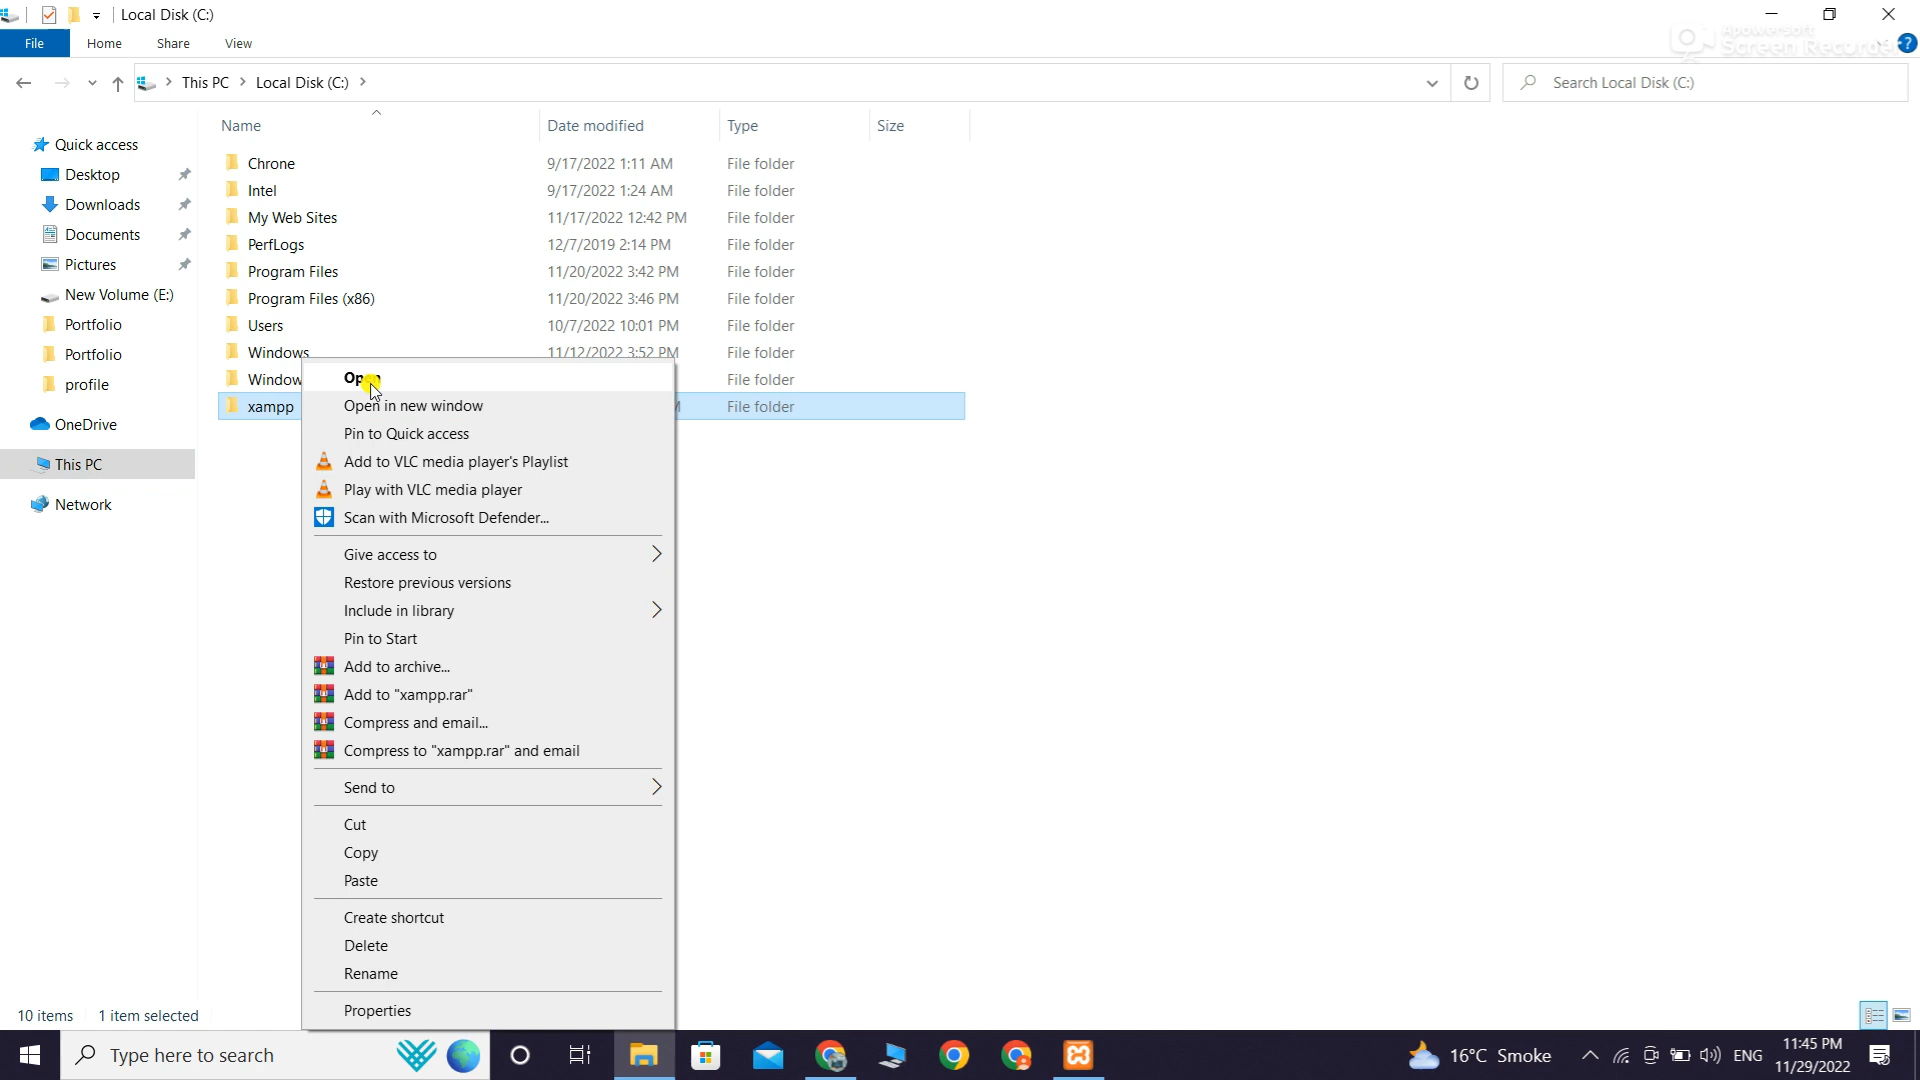 Local Disk (C:)
File Home Share View
Apowersoft
Screen Recorder
This PC > Local Disk (C:) >
Search Local Disk (C:)
Name Date modified Type Size
Quick access
Desktop
Downloads
Documents
Pictures
New Volume (E:)
Portfolio
Portfolio
profile
OneDrive
This PC
Network
Chrone 9/17/2022 1:11 AM File folder
Intel 9/17/2022 1:24 AM File folder
My Web Sites 11/17/2022 12:42 PM File folder
PerfLogs 12/7/2019 2:14 PM File folder
Program Files 11/20/2022 3:42 PM File folder
Program Files (x86) 11/20/2022 3:46 PM File folder
Users 10/7/2022 10:01 PM File folder
Windows 11/12/2022 3:52 PM File folder
Window File folder
xampp File folder
Open
Open in new window
Pin to Quick access
Add to VLC media player's Playlist
Play with VLC media player
Scan with Microsoft Defender...
Give access to
Restore previous versions
Include in library
Pin to Start
Add to archive...
Add to "xampp.rar"
Compress and email...
Compress to "xampp.rar" and email
Send to
Cut
Copy
Paste
Create shortcut
Delete
Rename
Properties
10 items 1 item selected
Type here to search
16°C Smoke
ENG
11:45 PM
11/29/2022